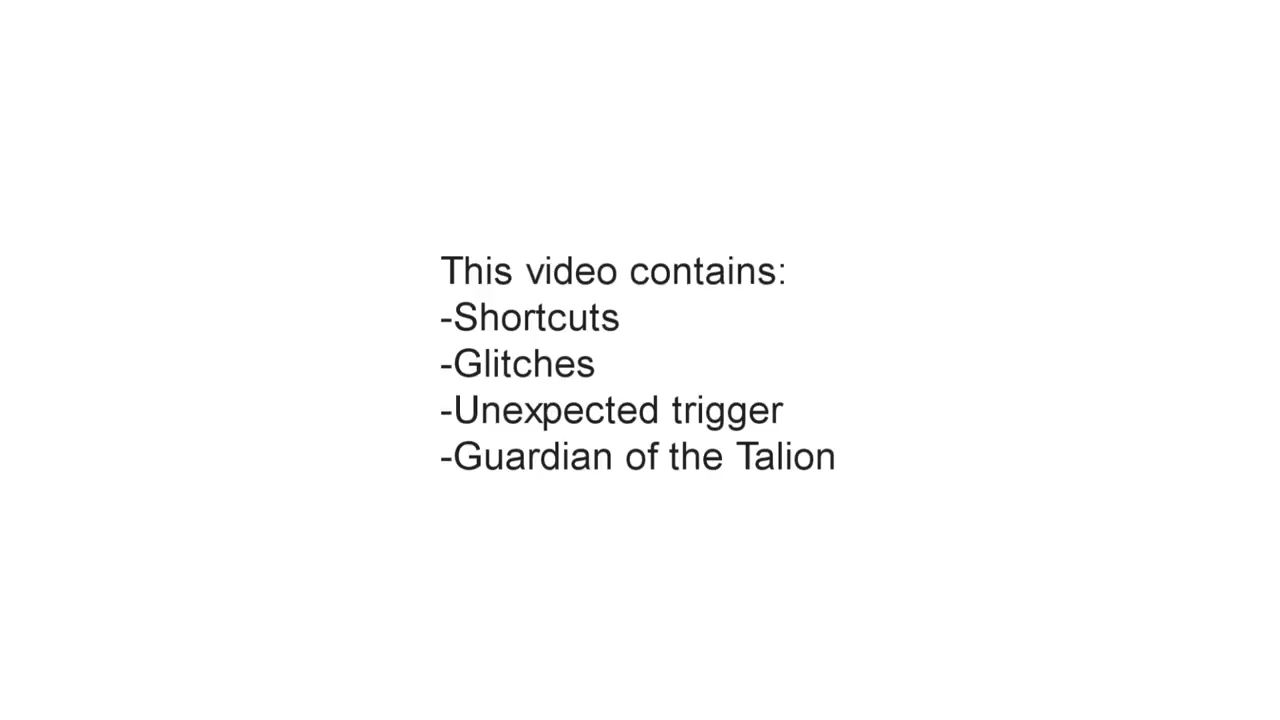 This video contains:
-Shortcuts
-Glitches
-Unexpected trigger
-Guardian of the Talion